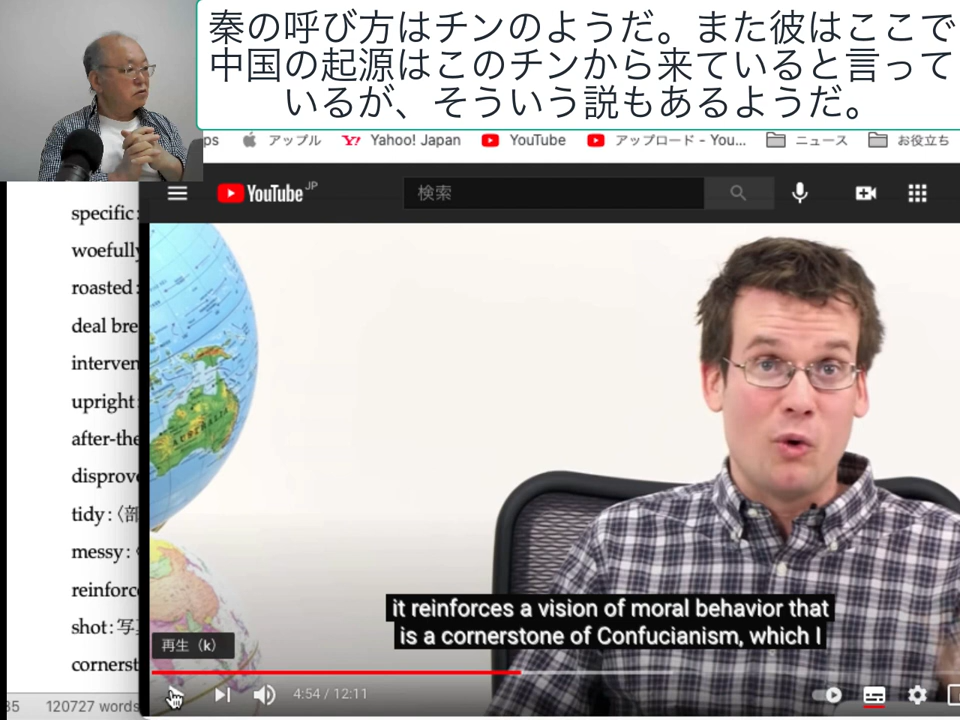 秦の呼び方はチンのようだ。また彼はここで
中国の起源はこのチンから来ていると言って
いるが、そういう説もあるようだ。
ps アップル Yahoo! Japan YouTube アップロード - You... ニュース お役立ち
YouTube JP 検索
specific:
woefully
roasted:
deal bre
interven
upright:
after-the
disprove
tidy:〈部
messy:
reinforce
shot:写
cornerst
AUSTRALIA
it reinforces a vision of moral behavior that
is a cornerstone of Confucianism, which I
再生（k）
4:54 / 12:11
35 120727 words